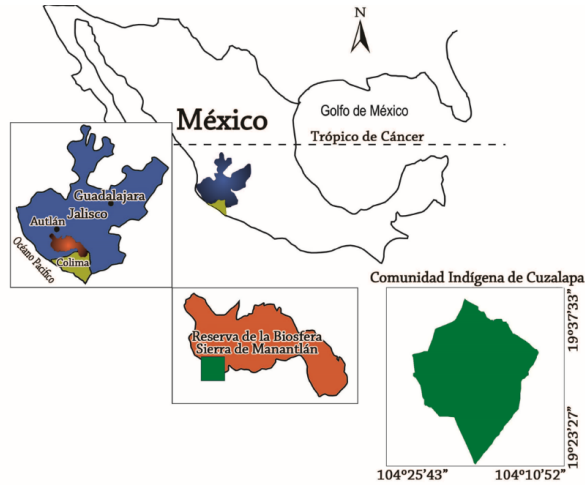 N
Golfo de México
México
Trópico de Cáncer
Guadalajara
Jalisco
Autlán
Colima
Océano Pacífico
Comunidad Indígena de Cuzalapa
Reserva de la Biosfera
Sierra de Manantlán
19°37'33"
19°23'27"
104°25'43"
104°10'52"